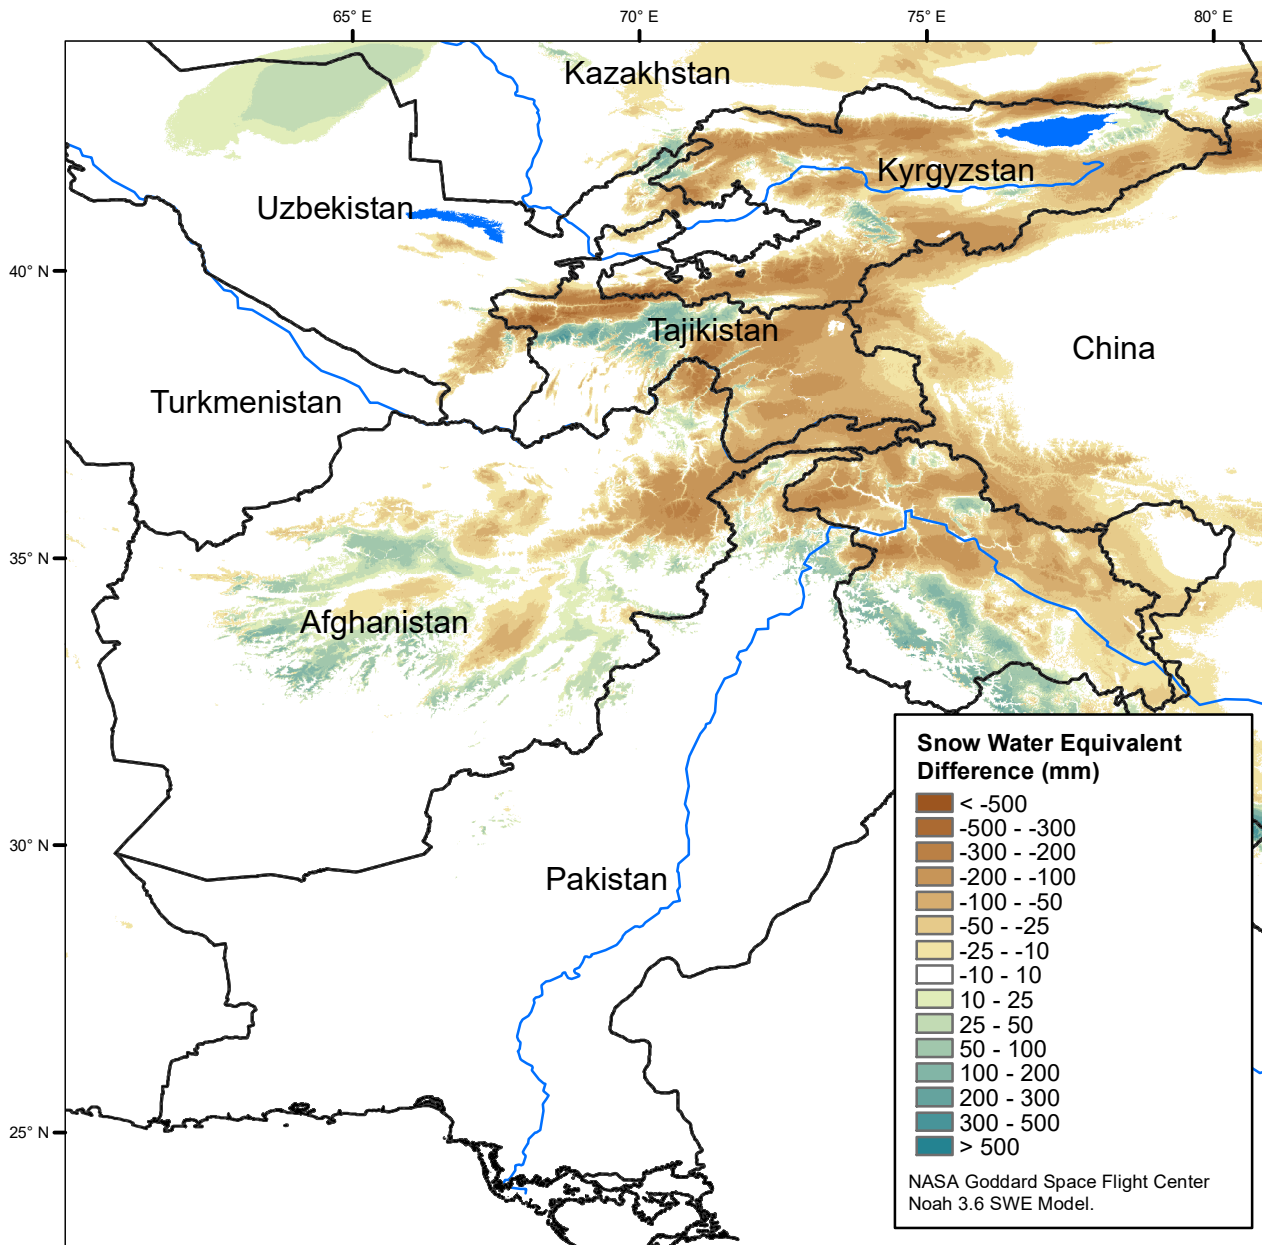 65° E
70° E
75° E
80° E
Kazakhstan
Kyrgyzstan
Uzbekistan
40° N
Tajikistan
China
Turkmenistan
35° N
Afghanistan
Snow Water Equivalent
Difference (mm)
< -500
-500 - -300
-300 - -200
-200 - -100
-100 - -50
-50 - -25
-25 - -10
-10 - 10
10 - 25
25 - 50
50 - 100
100 - 200
200 - 300
300 - 500
> 500
NASA Goddard Space Flight Center
Noah 3.6 SWE Model.
30° N
Pakistan
25° N